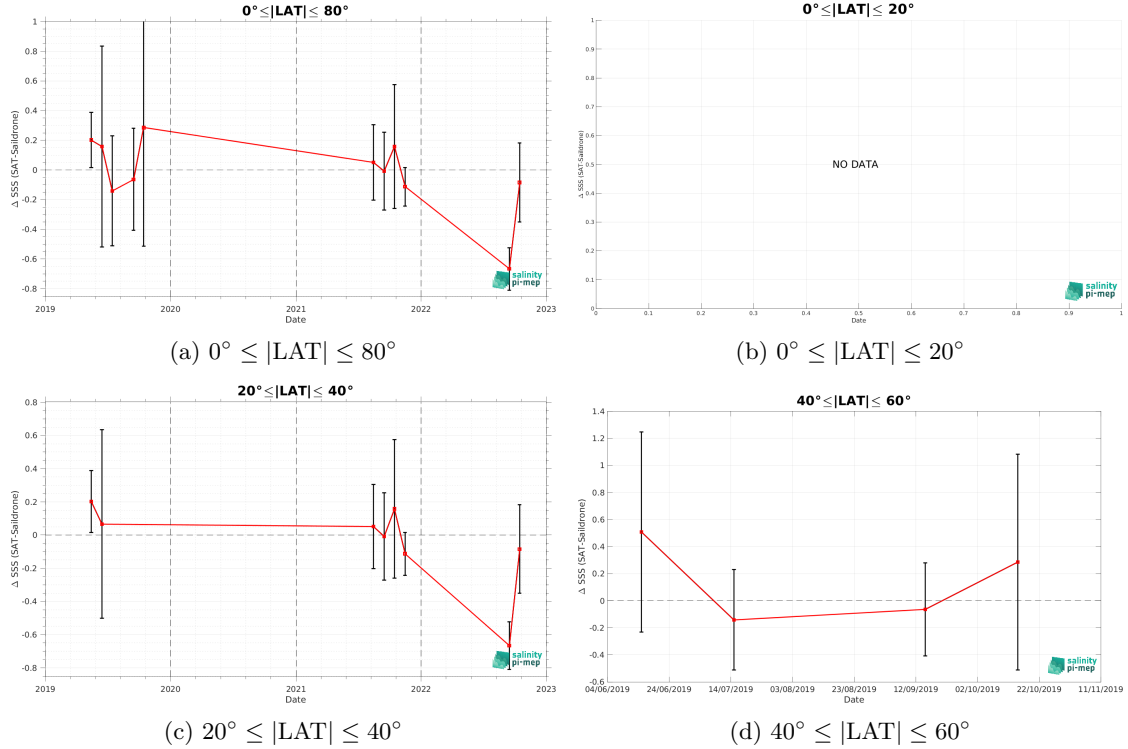 0°≤|LAT|≤ 80°
1
0.8
0.6
0.4
0.2
0
-0.2
-0.4
-0.6
-0.8
Δ SSS (SAT-Saildrone)
2019
2020
2021
2022
2023
Date
salinity
pi-mep
(a) 0° ≤ |LAT| ≤ 80°
0°≤|LAT|≤ 20°
1
0.9
0.8
0.7
0.6
0.5
0.4
0.3
0.2
0.1
0
Δ SSS (SAT-Saildrone)
NO DATA
0
0.1
0.2
0.3
0.4
0.5
0.6
0.7
0.8
0.9
1
Date
salinity
pi-mep
(b) 0° ≤ |LAT| ≤ 20°
20°≤|LAT|≤ 40°
0.8
0.6
0.4
0.2
0
-0.2
-0.4
-0.6
-0.8
Δ SSS (SAT-Saildrone)
2019
2020
2021
2022
2023
Date
salinity
pi-mep
(c) 20° ≤ |LAT| ≤ 40°
40°≤|LAT|≤ 60°
1.4
1.2
1
0.8
0.6
0.4
0.2
0
-0.2
-0.4
-0.6
Δ SSS (SAT-Saildrone)
04/06/2019
24/06/2019
14/07/2019
03/08/2019
23/08/2019
12/09/2019
02/10/2019
22/10/2019
11/11/2019
Date
salinity
pi-mep
(d) 40° ≤ |LAT| ≤ 60°